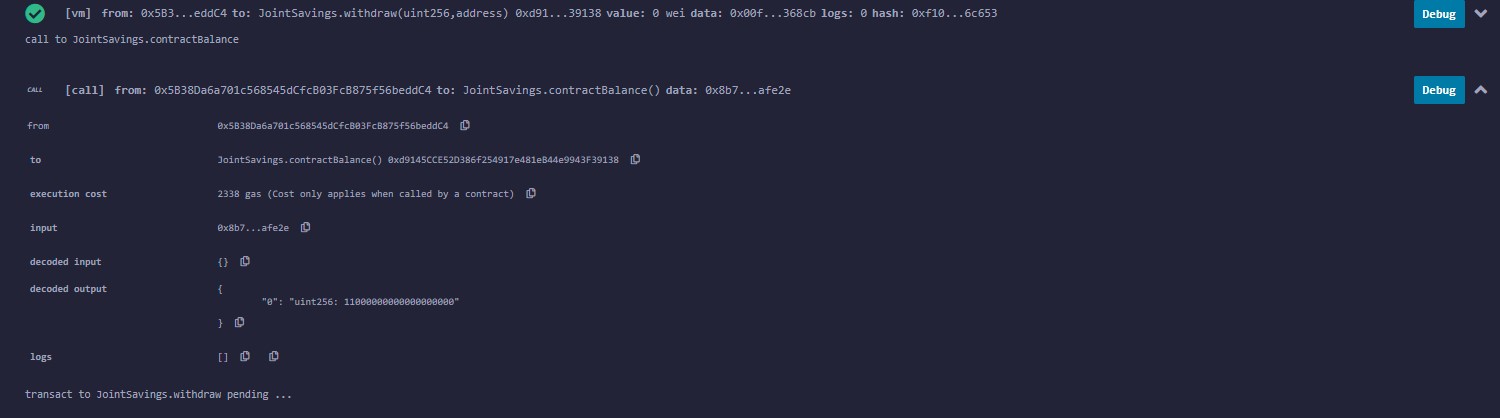 [vm] from: 0x5B3...eddC4 to: JointSavings.withdraw(uint256,address) 0xd91...39138 value: 0 wei data: 0x00f...368cb logs: 0 hash: 0xf10...6c653 Debug
call to JointSavings.contractBalance
CALL [call] from: 0x5B38Da6a701c568545dCfcB03FcB875f56beddC4 to: JointSavings.contractBalance() data: 0x8b7...afe2e Debug
from 0x5B38Da6a701c568545dCfcB03FcB875f56beddC4
to JointSavings.contractBalance() 0xd9145CCE52D386f254917e481eB44e9943F39138
execution cost 2338 gas (Cost only applies when called by a contract)
input 0x8b7...afe2e
decoded input {}
decoded output {
"0": "uint256: 11000000000000000000"
}
logs []
transact to JointSavings.withdraw pending ...